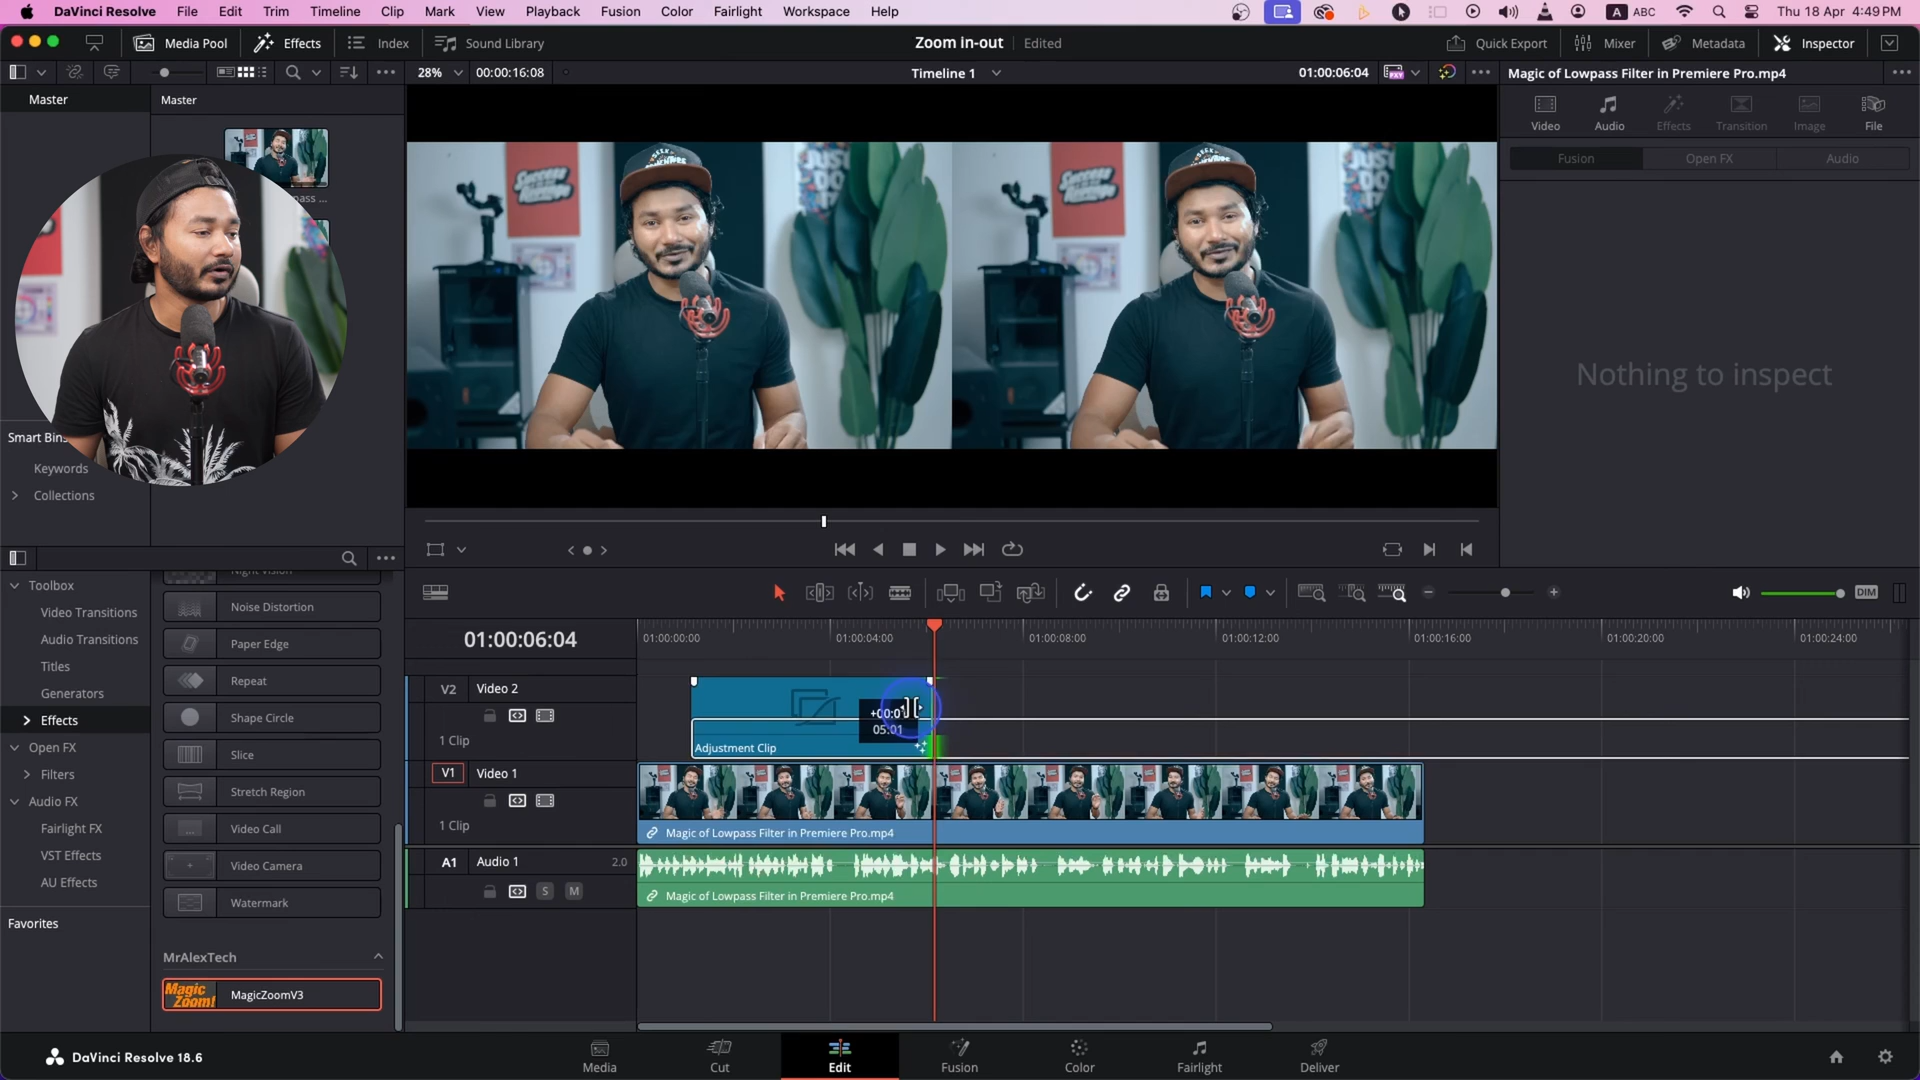 DaVinci Resolve File Edit Trim Timeline Clip Mark View Playback Fusion Color Fairlight Workspace Help A ABC Thu 18 Apr 4:49 PM
Media Pool Effects Index Sound Library Zoom in-out Edited Quick Export Mixer Metadata Inspector
28% 00:00:16:08 Timeline 1 01:00:06:04 Magic of Lowpass Filter in Premiere Pro.mp4
Master Master
Video Audio Effects Transition Image File
Fusion Open FX Audio
Nothing to inspect
Smart Bins
Keywords
Collections
Toolbox
Video Transitions
Audio Transitions
Titles
Generators
Effects
Open FX
Filters
Audio FX
Fairlight FX
VST Effects
AU Effects
Favorites
Night Vision
Noise Distortion
Paper Edge
Repeat
Shape Circle
Slice
Stretch Region
Video Call
Video Camera
Watermark
MrAlexTech
Magic Zoom! MagicZoomV3
DIM
01:00:06:04 01:00:00:00 01:00:04:00 01:00:08:00 01:00:12:00 01:00:16:00 01:00:20:00 01:00:24:00
V2 Video 2
1 Clip
05:01
Adjustment Clip
V1 Video 1
1 Clip
Magic of Lowpass Filter in Premiere Pro.mp4
A1 Audio 1 2.0
S M
Magic of Lowpass Filter in Premiere Pro.mp4
DaVinci Resolve 18.6
Media Cut Edit Fusion Color Fairlight Deliver